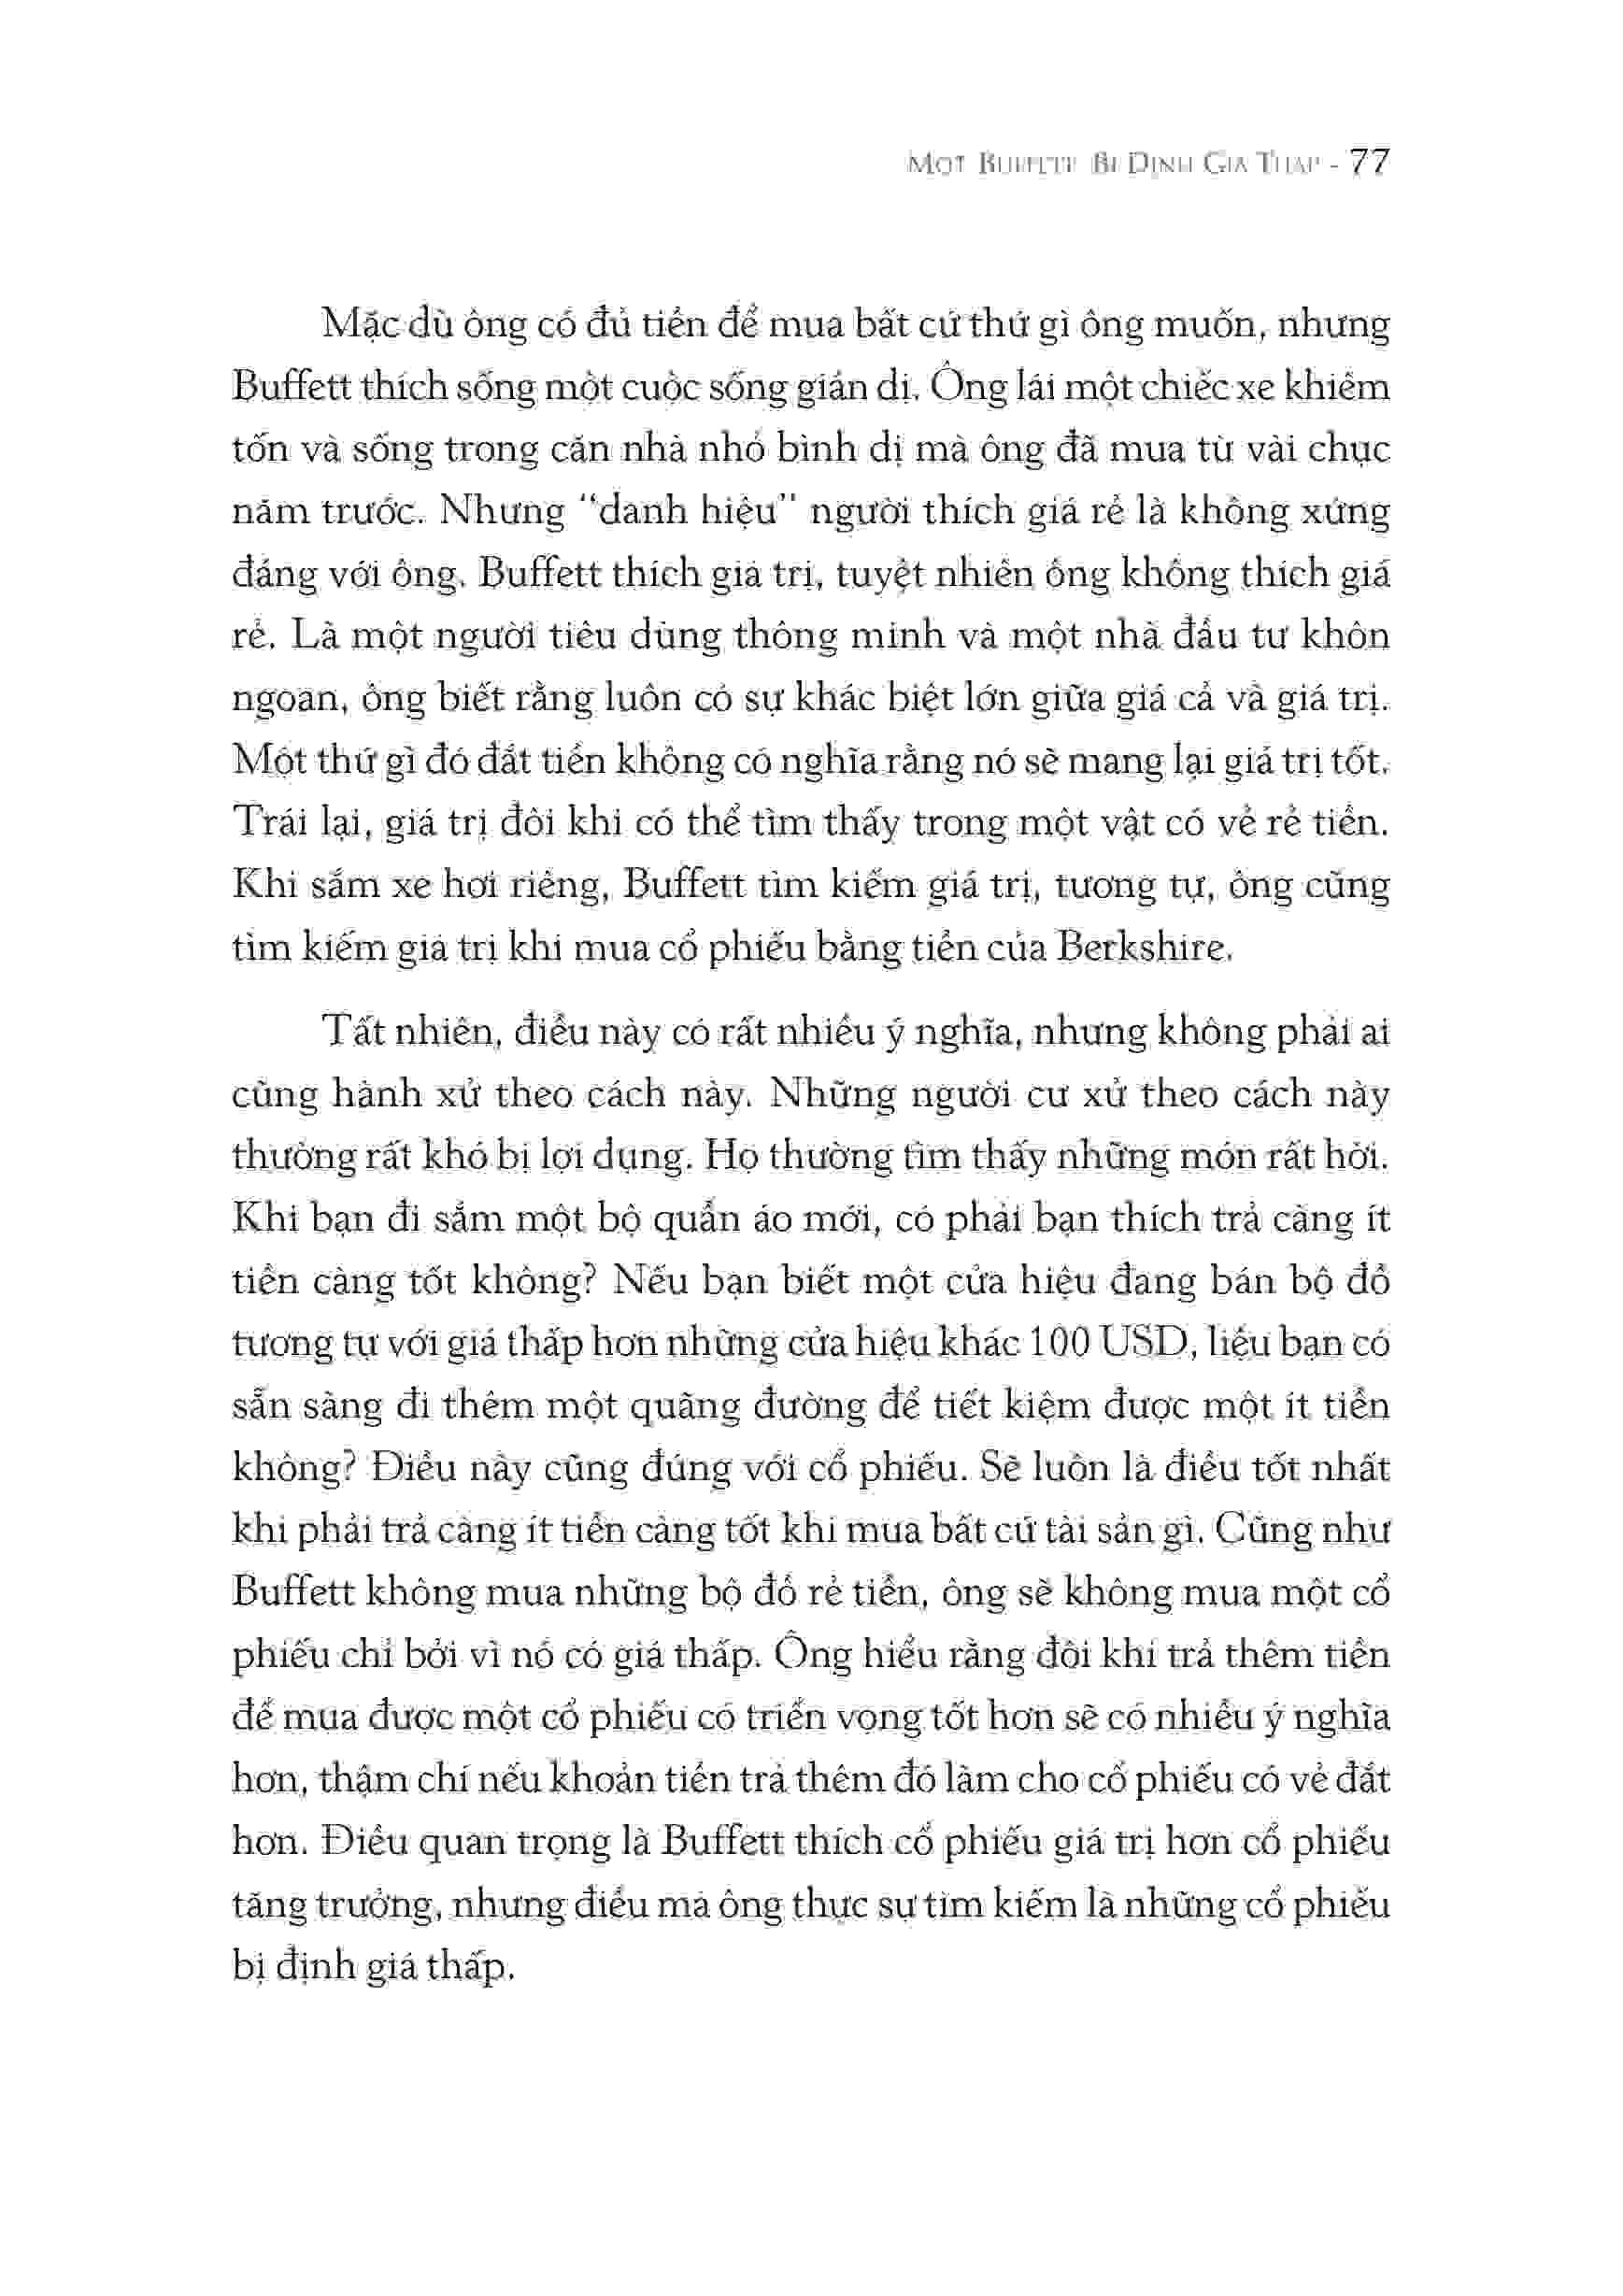 Một Buffett Bị Định Giá Thấp - 77
Mặc dù ông có đủ tiền để mua bất cứ thứ gì ông muốn, nhưng
Buffett thích sống một cuộc sống giản dị. Ông lái một chiếc xe khiêm
tốn và sống trong căn nhà nhỏ bình dị mà ông đã mua từ vài chục
năm trước. Nhưng “danh hiệu” người thích giá rẻ là không xứng
đáng với ông. Buffett thích giá trị, tuyệt nhiên ông không thích giá
rẻ. Là một người tiêu dùng thông minh và một nhà đầu tư khôn
ngoan, ông biết rằng luôn có sự khác biệt lớn giữa giá cả và giá trị.
Một thứ gì đó đắt tiền không có nghĩa rằng nó sẽ mang lại giá trị tốt.
Trái lại, giá trị đôi khi có thể tìm thấy trong một vật có vẻ rẻ tiền.
Khi sắm xe hơi riêng, Buffett tìm kiếm giá trị, tương tự, ông cũng
tìm kiếm giá trị khi mua cổ phiếu bằng tiền của Berkshire.
Tất nhiên, điều này có rất nhiều ý nghĩa, nhưng không phải ai
cũng hành xử theo cách này. Những người cư xử theo cách này
thường rất khó bị lợi dụng. Họ thường tìm thấy những món rất hời.
Khi bạn đi sắm một bộ quần áo mới, có phải bạn thích trả càng ít
tiền càng tốt không? Nếu bạn biết một cửa hiệu đang bán bộ đồ
tương tự với giá thấp hơn những cửa hiệu khác 100 USD, liệu bạn có
sẵn sàng đi thêm một quãng đường để tiết kiệm được một ít tiền
không? Điều này cũng đúng với cổ phiếu. Sẽ luôn là điều tốt nhất
khi phải trả càng ít tiền càng tốt khi mua bất cứ tài sản gì. Cũng như
Buffett không mua những bộ đồ rẻ tiền, ông sẽ không mua một cổ
phiếu chỉ bởi vì nó có giá thấp. Ông hiểu rằng đôi khi trả thêm tiền
để mua được một cổ phiếu có triển vọng tốt hơn sẽ có nhiều ý nghĩa
hơn, thậm chí nếu khoản tiền trả thêm đó làm cho cổ phiếu có vẻ đắt
hơn. Điều quan trọng là Buffett thích cổ phiếu giá trị hơn cổ phiếu
tăng trưởng, nhưng điều mà ông thực sự tìm kiếm là những cổ phiếu
bị định giá thấp.